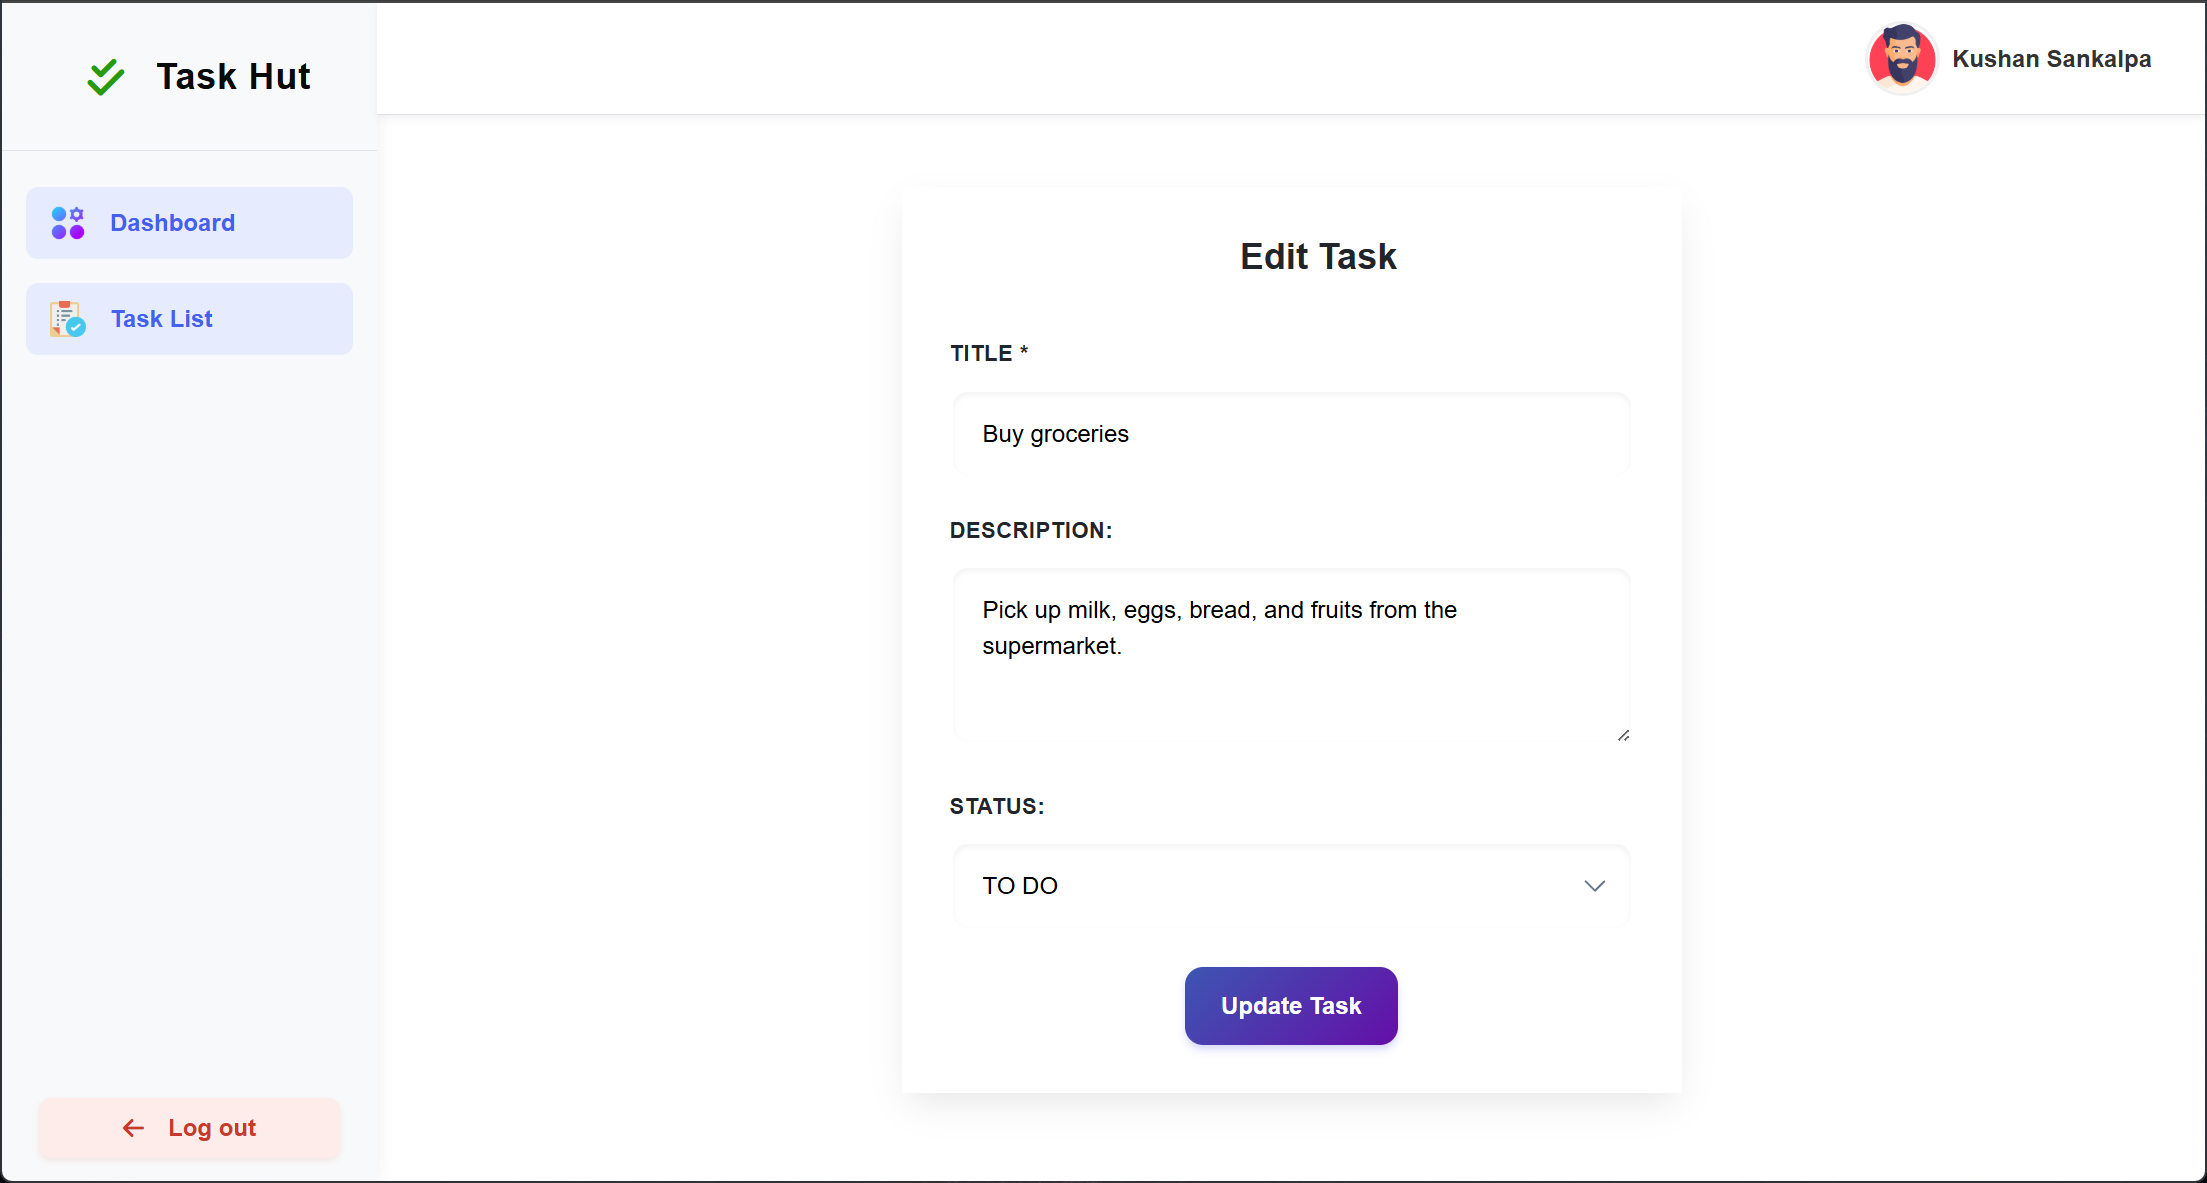 Task Hut
Kushan Sankalpa
Dashboard
Task List
Edit Task
TITLE *
Buy groceries
DESCRIPTION:
Pick up milk, eggs, bread, and fruits from the
supermarket.
STATUS:
TO DO
Update Task
Log out